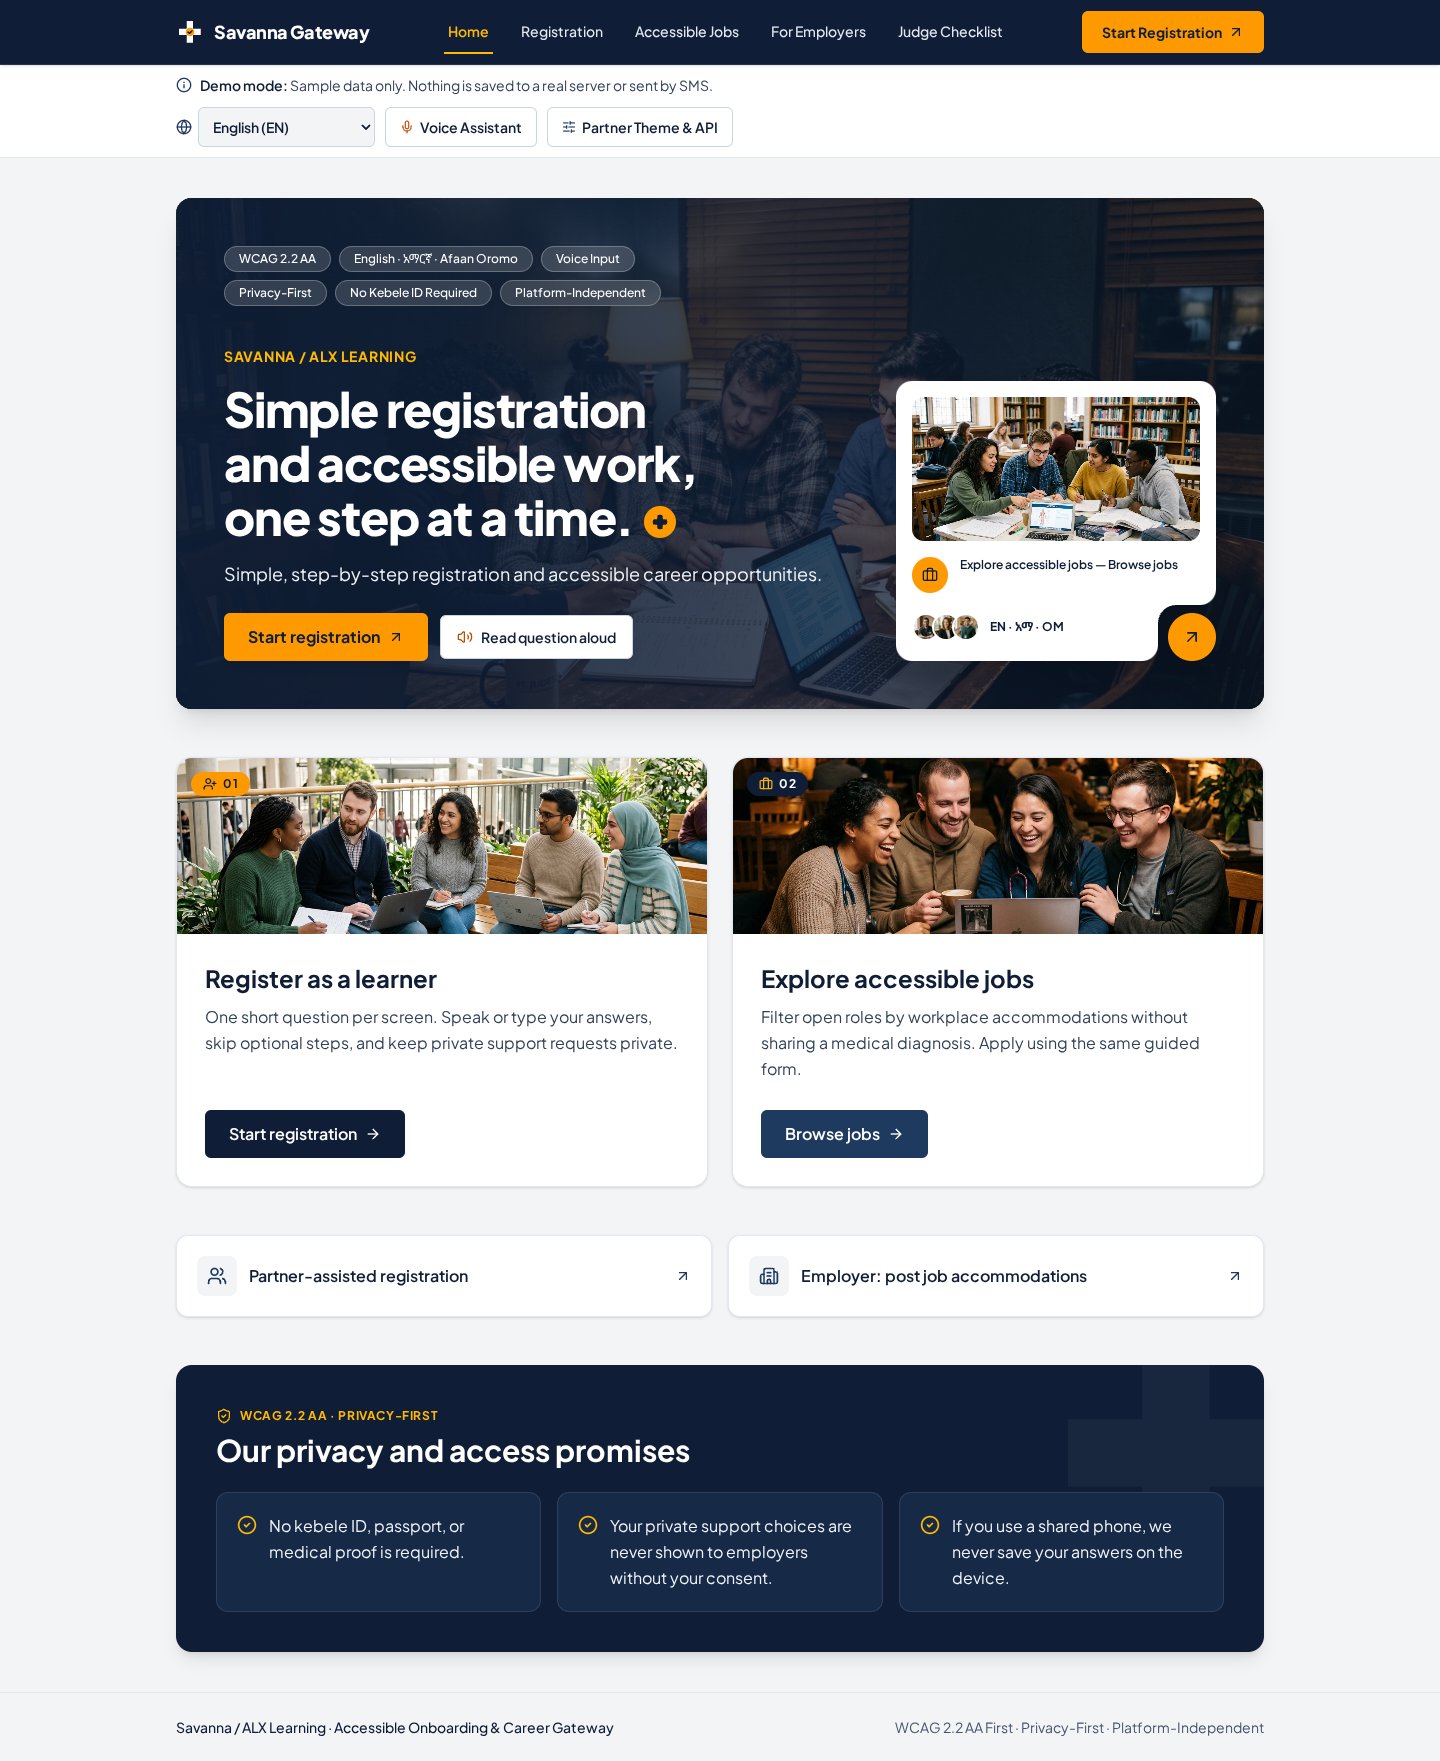 Savanna Gateway
Home
Registration
Accessible Jobs
For Employers
Judge Checklist
Start Registration
Demo mode: Sample data only. Nothing is saved to a real server or sent by SMS.
English (EN)
Voice Assistant
Partner Theme & API
WCAG 2.2 AA
English · አማርኛ · Afaan Oromo
Voice Input
Privacy-First
No Kebele ID Required
Platform-Independent
SAVANNA / ALX LEARNING
Simple registration
and accessible work,
one step at a time.
Simple, step-by-step registration and accessible career opportunities.
Start registration
Read question aloud
Explore accessible jobs — Browse jobs
EN · አማ · OM
01
Register as a learner
One short question per screen. Speak or type your answers,
skip optional steps, and keep private support requests private.
Start registration
02
Explore accessible jobs
Filter open roles by workplace accommodations without
sharing a medical diagnosis. Apply using the same guided
form.
Browse jobs
Partner-assisted registration
Employer: post job accommodations
WCAG 2.2 AA · PRIVACY-FIRST
Our privacy and access promises
No kebele ID, passport, or
medical proof is required.
Your private support choices are
never shown to employers
without your consent.
If you use a shared phone, we
never save your answers on the
device.
Savanna / ALX Learning · Accessible Onboarding & Career Gateway
WCAG 2.2 AA First · Privacy-First · Platform-Independent